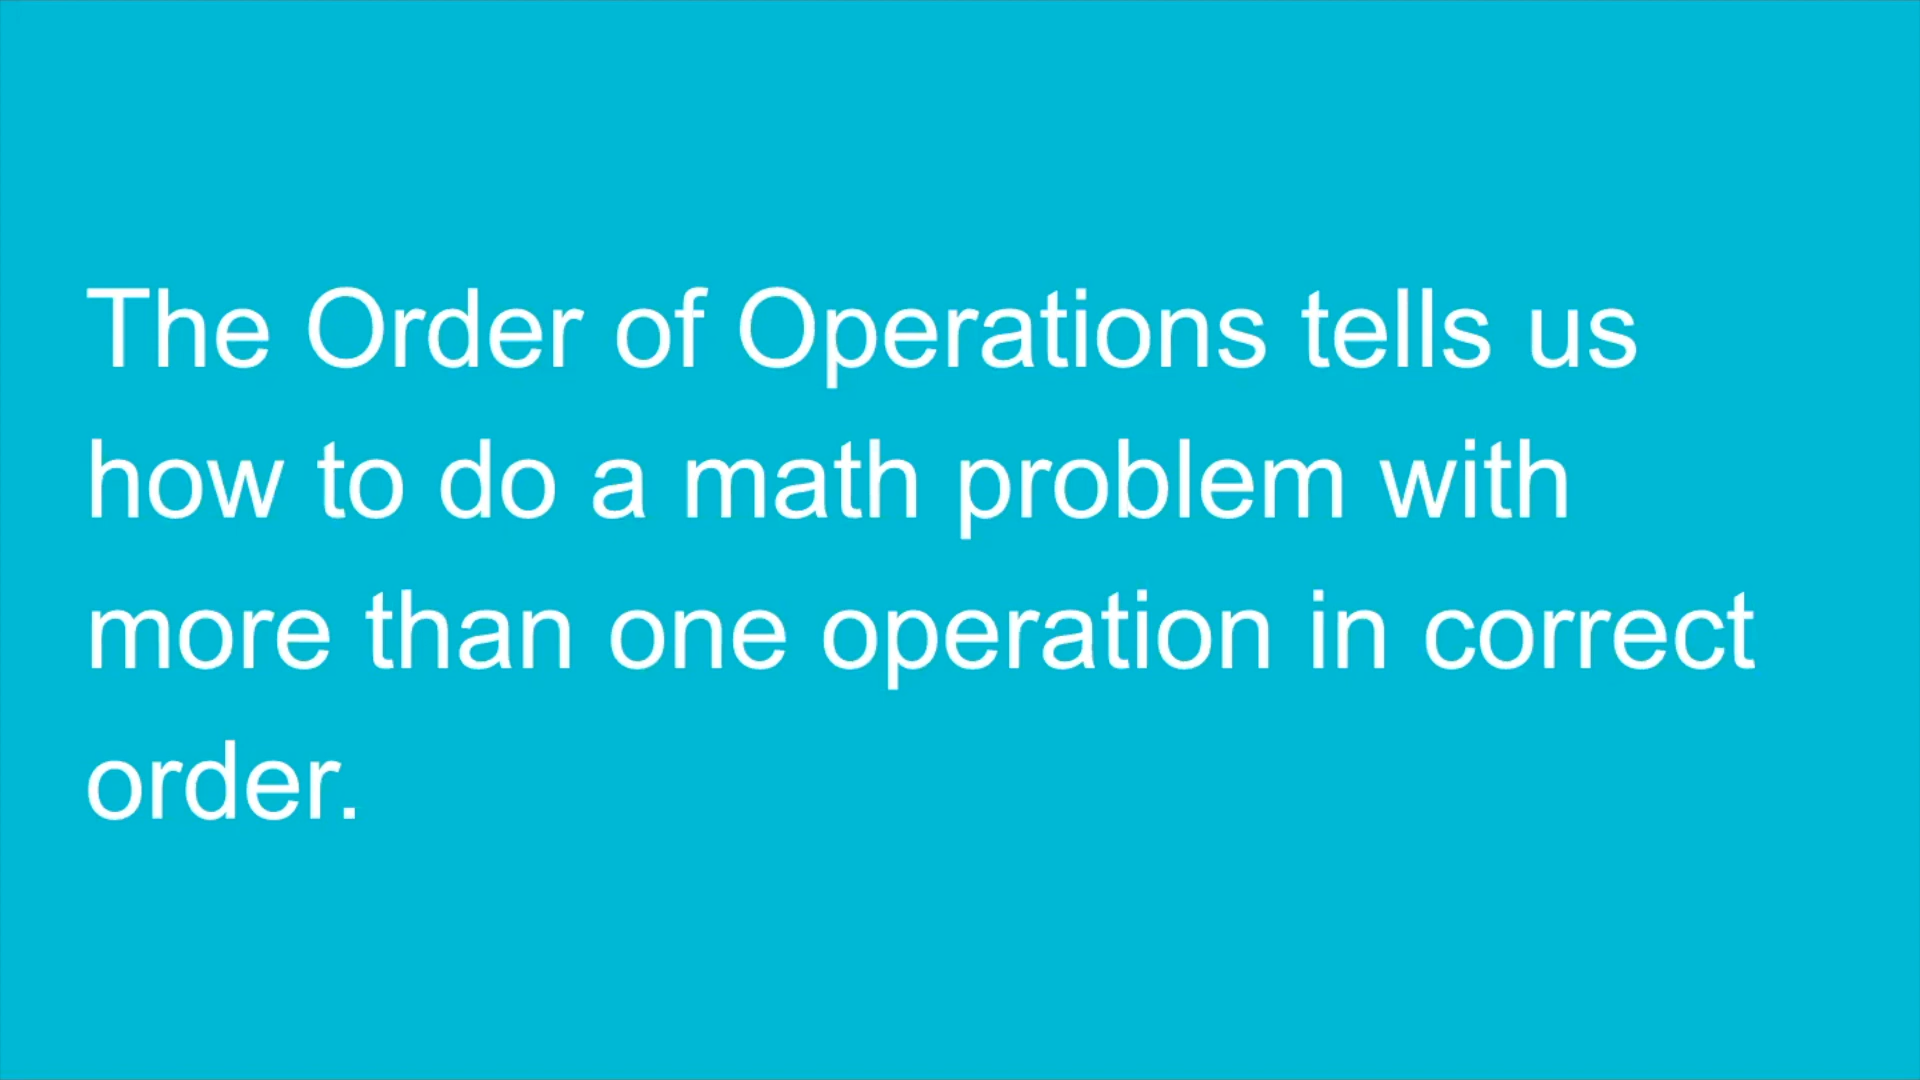 The Order of Operations tells us
how to do a math problem with
more than one operation in correct
order.